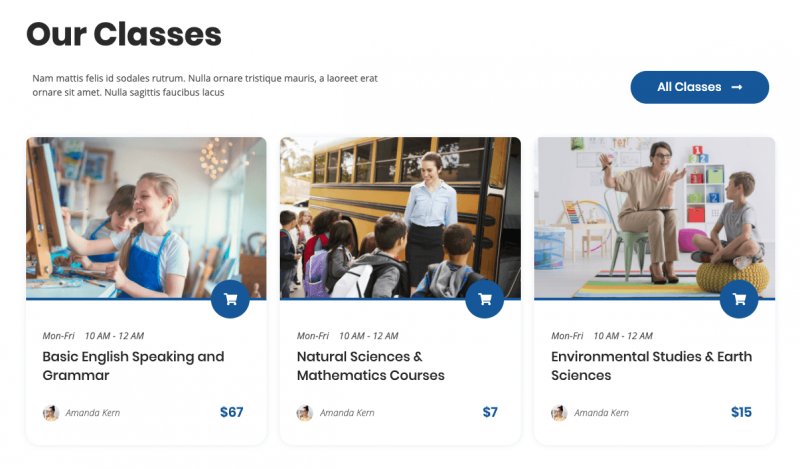 Our Classes
Nam mattis felis id sodales rutrum. Nulla ornare tristique mauris, a laoreet erat
ornare sit amet. Nulla sagittis faucibus lacus
All Classes
Mon-Fri 10 AM - 12 AM
Basic English Speaking and
Grammar
Amanda Kern
$67
Mon-Fri 10 AM - 12 AM
Natural Sciences &
Mathematics Courses
Amanda Kern
$7
Mon-Fri 10 AM - 12 AM
Environmental Studies & Earth
Sciences
Amanda Kern
$15